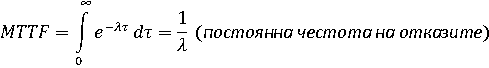 MTTF = ∫₀^∞ e^{−λτ} dτ = 1/λ (постоянна честота на отказите)